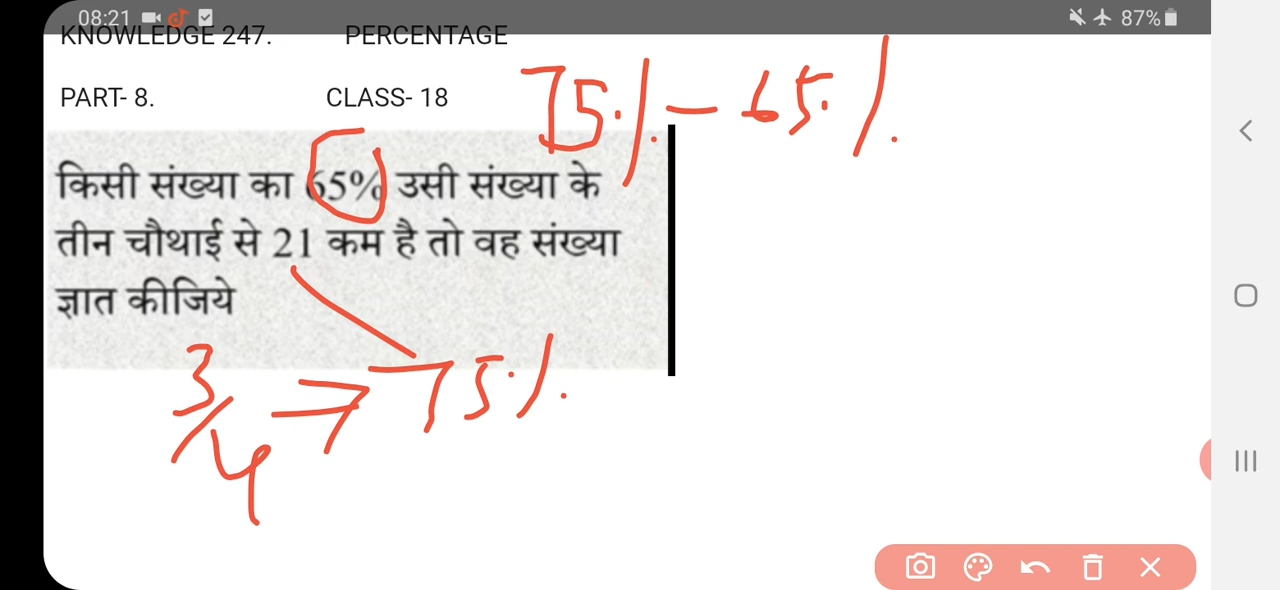 08:21 87%
KNOWLEDGE 247. PERCENTAGE
PART- 8. CLASS- 18
75% - 65%
किसी संख्या का 65% उसी संख्या के
तीन चौथाई से 21 कम है तो वह संख्या
ज्ञात कीजिये
3/4 → 75%